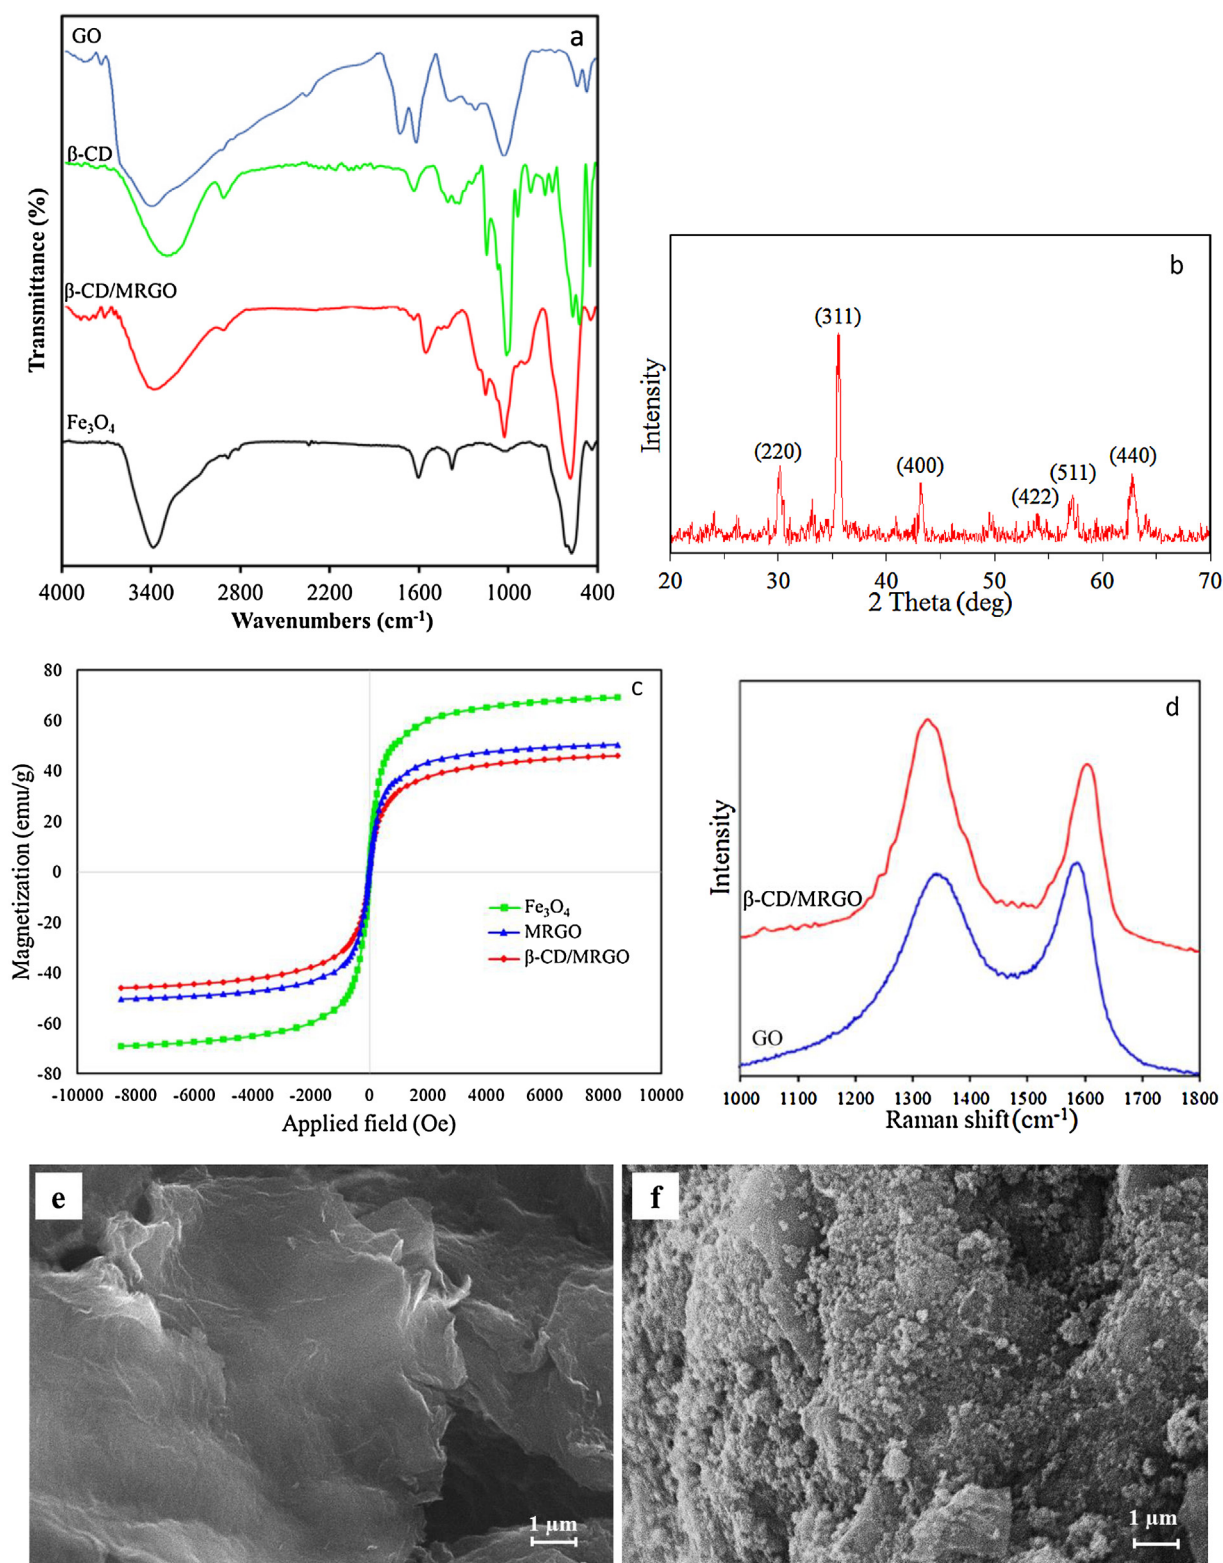 a
GO
β-CD
β-CD/MRGO
Fe₃O₄
Transmittance (%)
4000 3400 2800 2200 1600 1000 400
Wavenumbers (cm⁻¹)
b
(311)
(220)
(400)
(422)
(511)
(440)
Intensity
20 30 40 50 60 70
2 Theta (deg)
c
80
60
40
20
0
-20
-40
-60
-80
Magnetization (emu/g)
Fe₃O₄
MRGO
β-CD/MRGO
-10000 -8000 -6000 -4000 -2000 0 2000 4000 6000 8000 10000
Applied field (Oe)
d
Intensity
β-CD/MRGO
GO
1000 1100 1200 1300 1400 1500 1600 1700 1800
Raman shift (cm⁻¹)
e
1 µm
f
1 µm